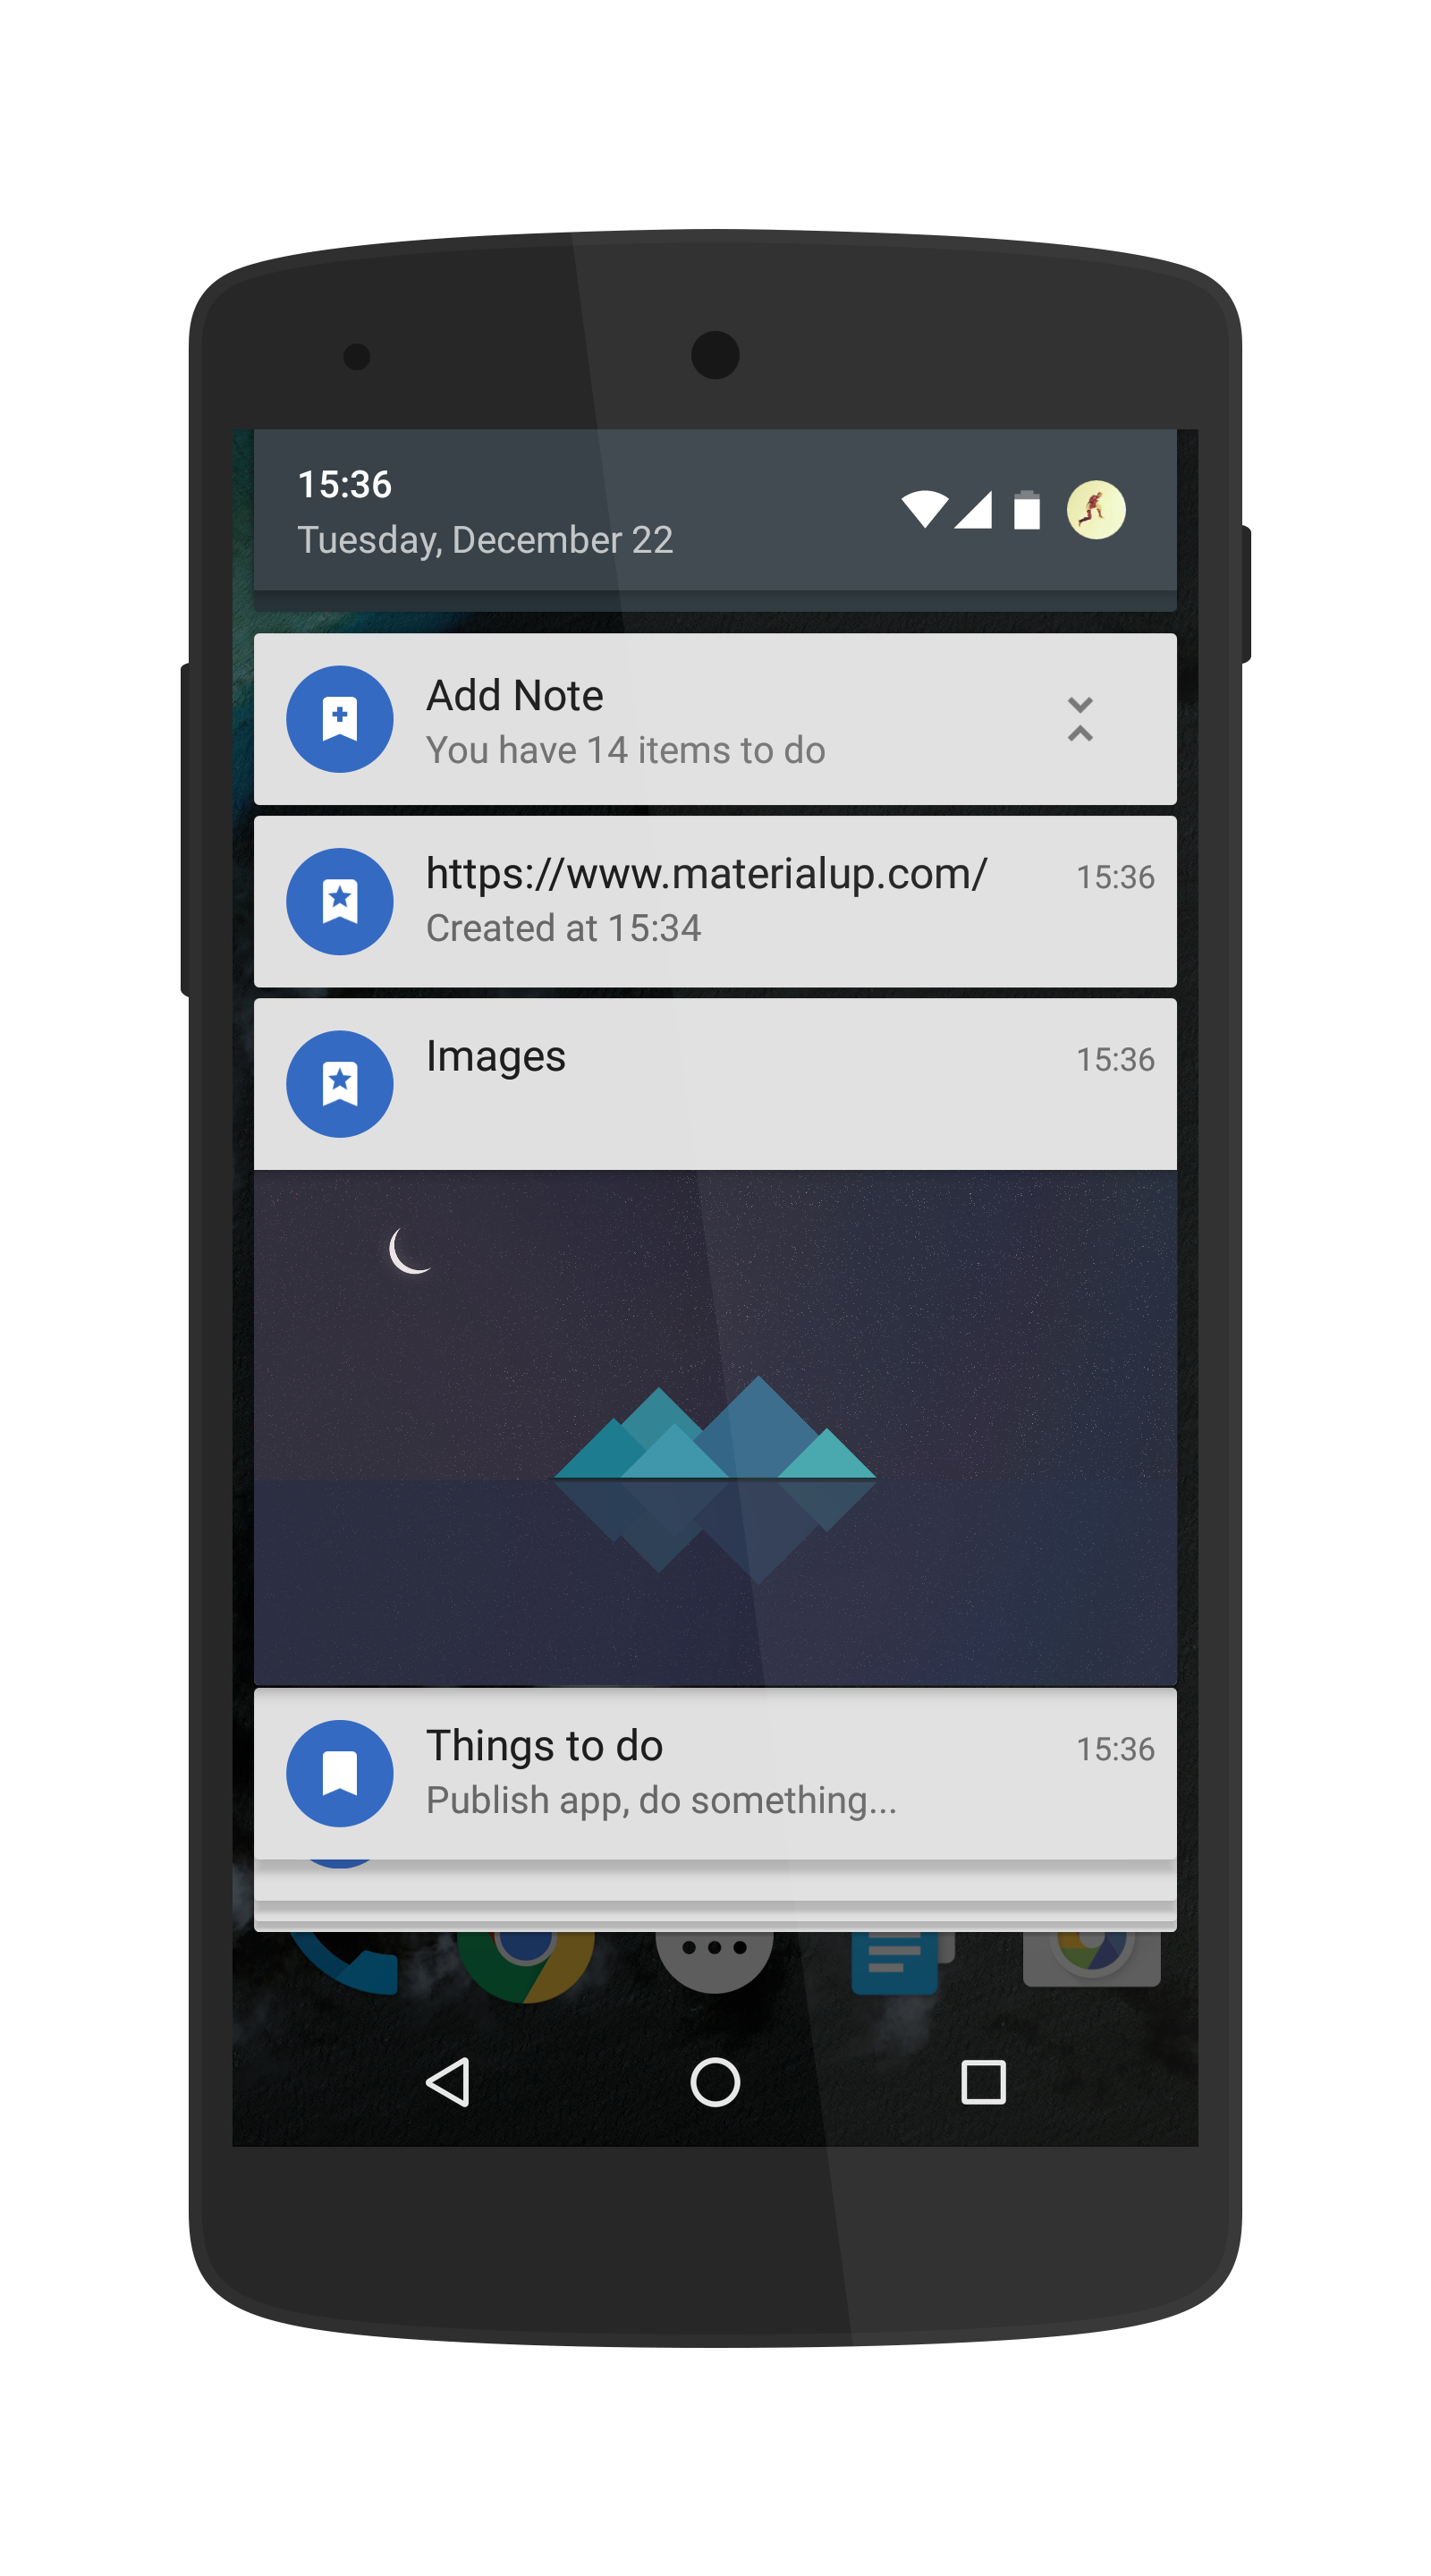 15:36
Tuesday, December 22
Add Note
You have 14 items to do
https://www.materialup.com/
15:36
Created at 15:34
Images
15:36
Things to do
15:36
Publish app, do something...